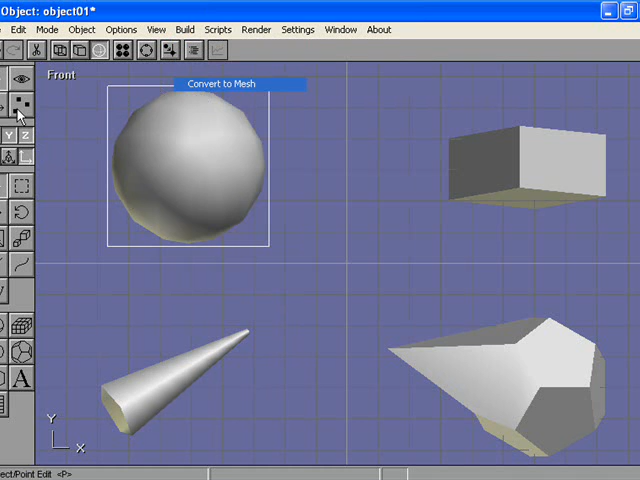 Object: object01*
Edit Mode Object Options View Build Scripts Render Settings Window About
Front
Convert to Mesh
Y Z
A
Y
X
ect/Point Edit <P>